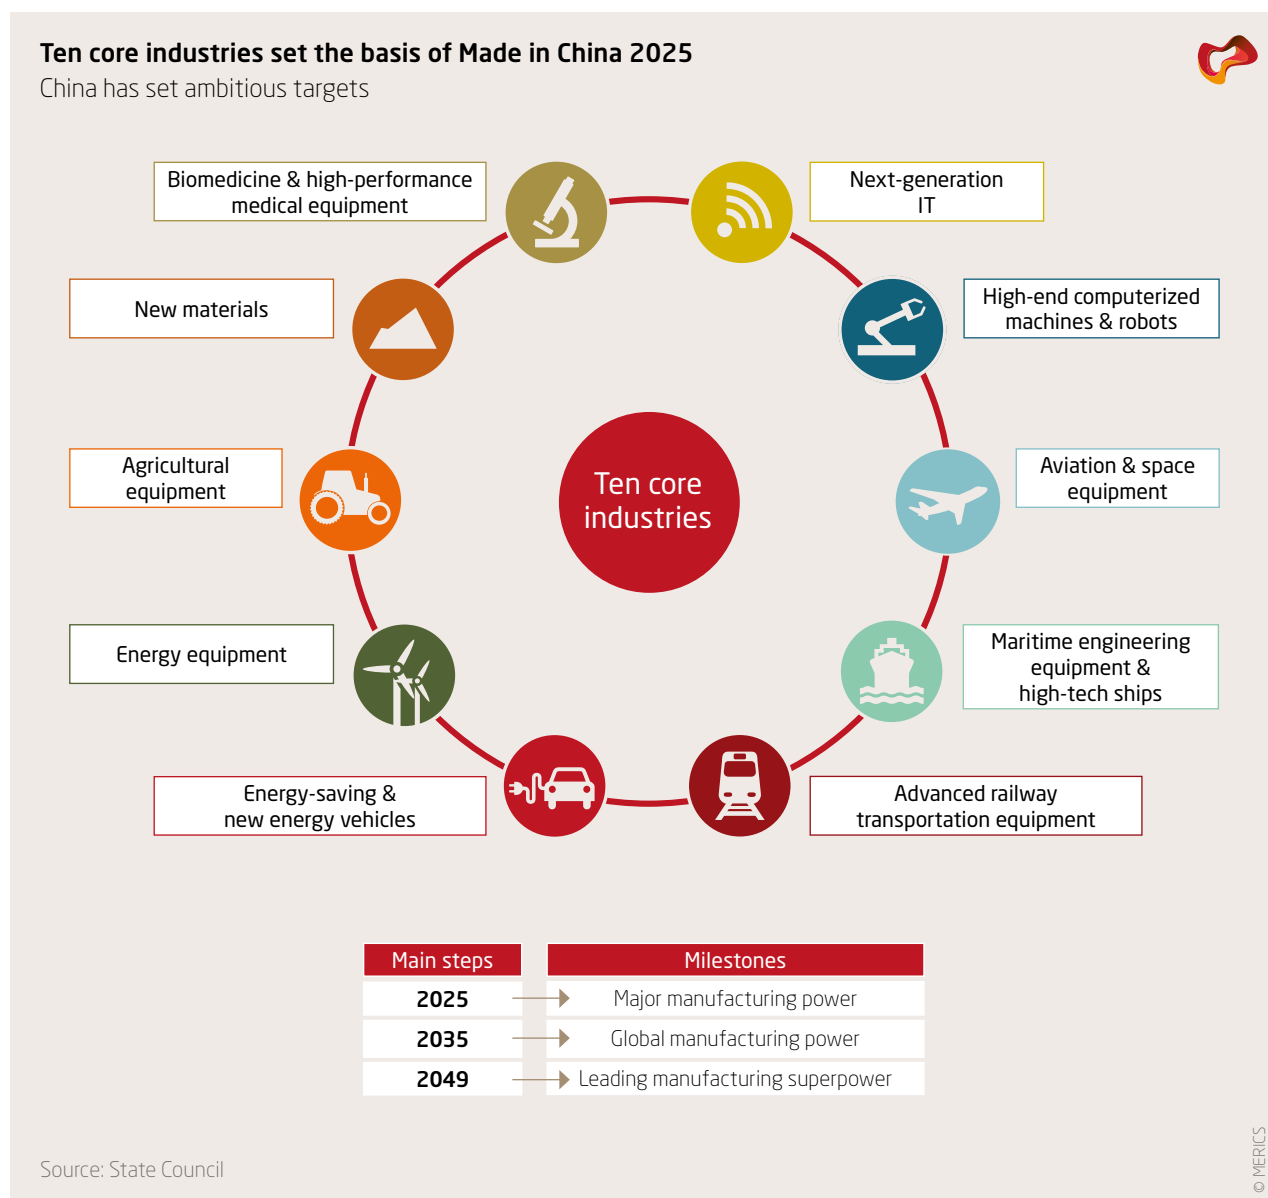 Ten core industries set the basis of Made in China 2025
China has set ambitious targets
Biomedicine & high-performance
medical equipment
Next-generation
IT
New materials
High-end computerized
machines & robots
Agricultural
equipment
Ten core
industries
Aviation & space
equipment
Energy equipment
Maritime engineering
equipment &
high-tech ships
Energy-saving &
new energy vehicles
Advanced railway
transportation equipment
Main steps
Milestones
2025
Major manufacturing power
2035
Global manufacturing power
2049
Leading manufacturing superpower
Source: State Council
© MERICS